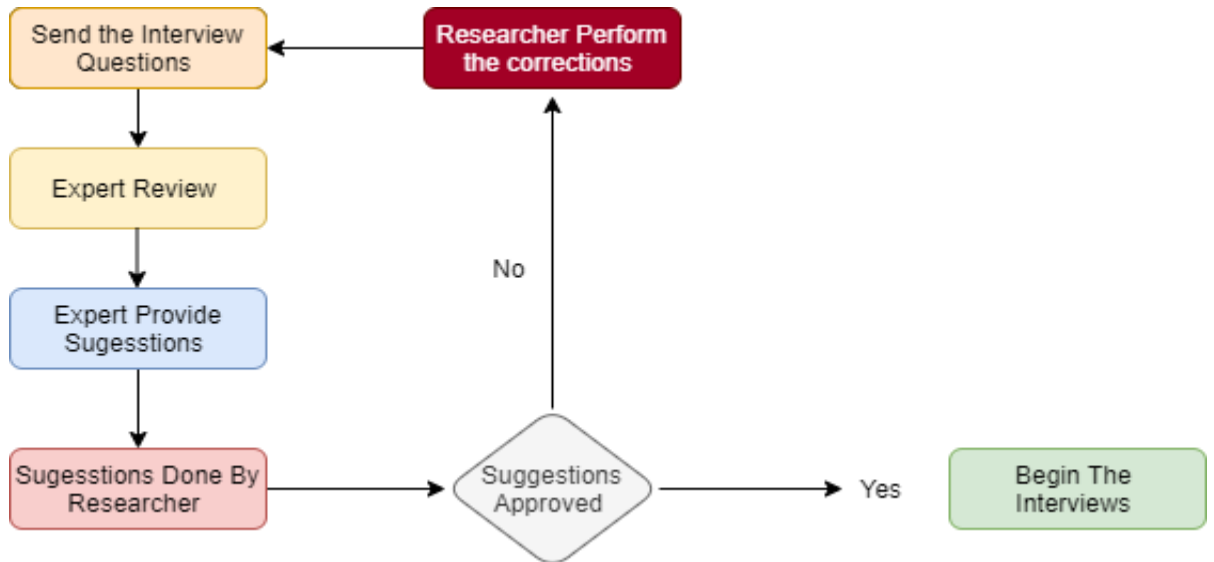 Send the Interview
Questions
Researcher Perform
the corrections
Expert Review
No
Expert Provide
Sugesstions
Sugesstions Done By
Researcher
Suggestions
Approved
Yes
Begin The
Interviews